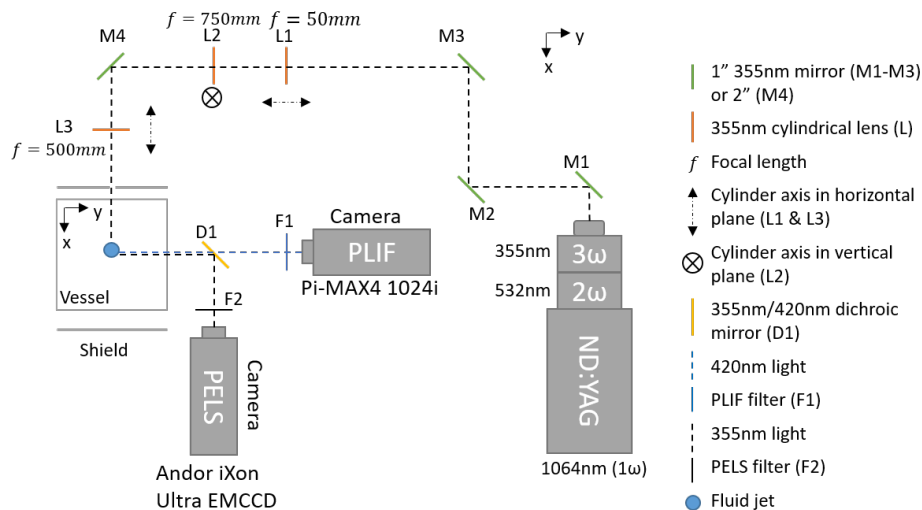 f = 750mm f = 50mm
M4 L2 L1 M3
y
x
L3
f = 500mm
M1
M2
y
x
D1
F1
Camera
PLIF
Pi-MAX4 1024i
Vessel
F2
Shield
PELS
Camera
Andor iXon
Ultra EMCCD
355nm 3ω
532nm 2ω
ND:YAG
1064nm (1ω)
1” 355nm mirror (M1-M3)
or 2” (M4)
355nm cylindrical lens (L)
f Focal length
Cylinder axis in horizontal
plane (L1 & L3)
Cylinder axis in vertical
plane (L2)
355nm/420nm dichroic
mirror (D1)
420nm light
PLIF filter (F1)
355nm light
PELS filter (F2)
Fluid jet